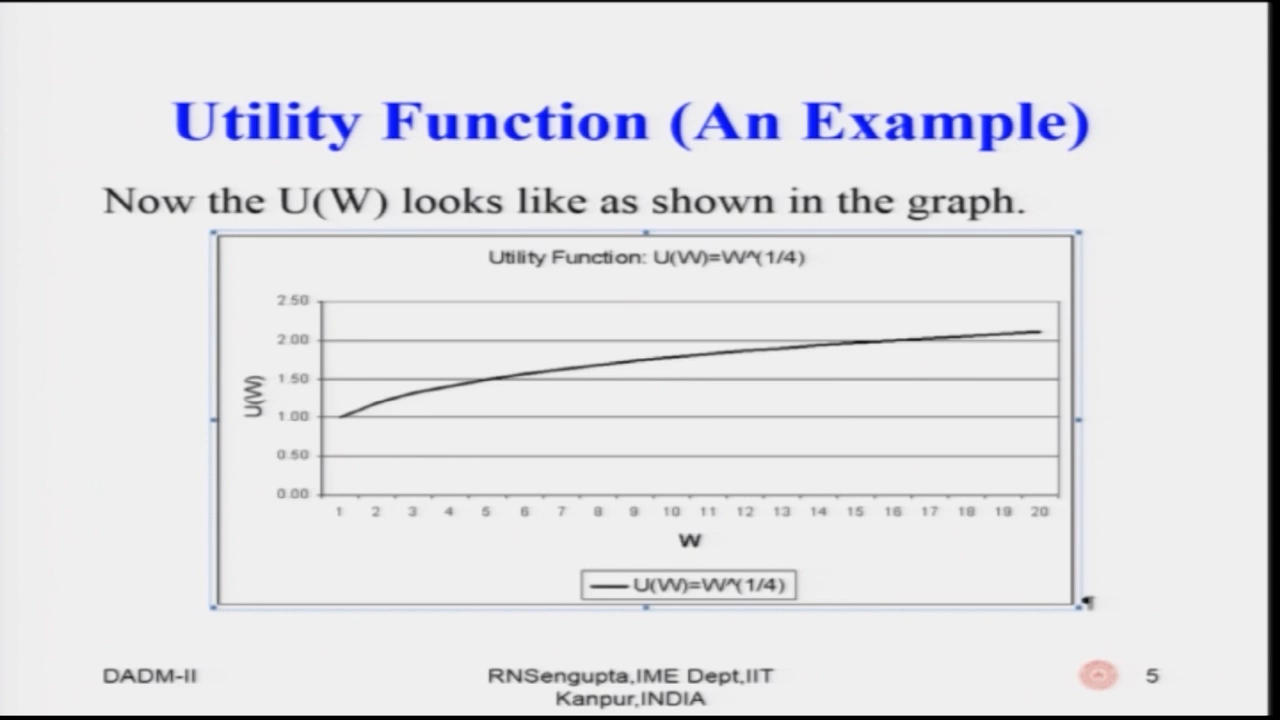 Utility Function (An Example)
Now the U(W) looks like as shown in the graph.
Utility Function: U(W)=W^(1/4)
2.50
2.00
1.50
1.00
0.50
0.00
U(W)
1 2 3 4 5 6 7 8 9 10 11 12 13 14 15 16 17 18 19 20
W
U(W)=W^(1/4)
¶
DADM-II
RNSengupta,IME Dept,IIT
Kanpur,INDIA
5